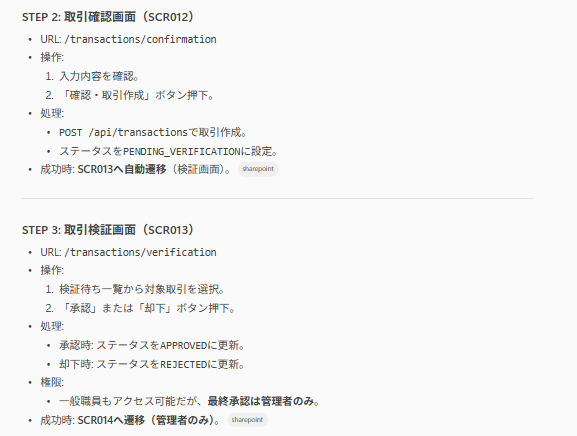 STEP 2: 取引確認画面（SCR012）
• URL: /transactions/confirmation
• 操作:
1. 入力内容を確認。
2. 「確認・取引作成」ボタン押下。
• 処理:
• POST /api/transactionsで取引作成。
• ステータスをPENDING_VERIFICATIONに設定。
• 成功時: SCR013へ自動遷移（検証画面）。 sharepoint
STEP 3: 取引検証画面（SCR013）
• URL: /transactions/verification
• 操作:
1. 検証待ち一覧から対象取引を選択。
2. 「承認」または「却下」ボタン押下。
• 処理:
• 承認時: ステータスをAPPROVEDに更新。
• 却下時: ステータスをREJECTEDに更新。
• 権限:
• 一般職員もアクセス可能だが、最終承認は管理者のみ。
• 成功時: SCR014へ遷移（管理者のみ）。 sharepoint